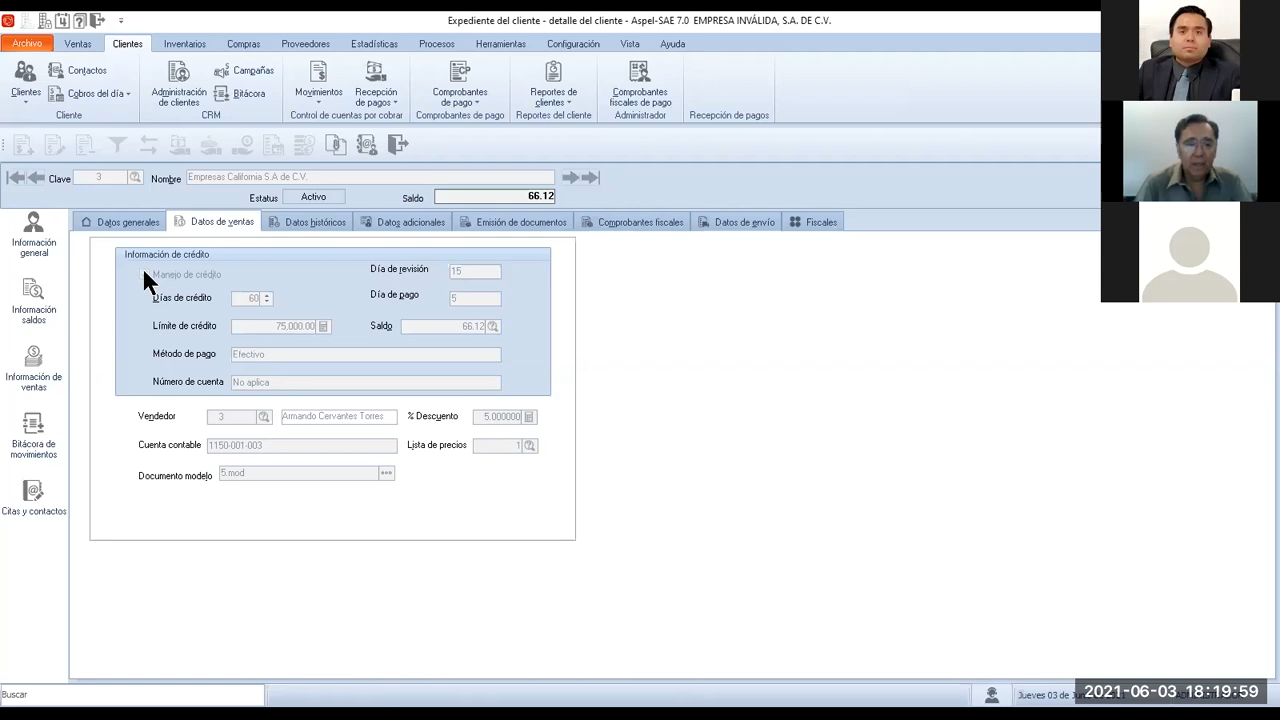 Expediente del cliente - detalle del cliente - Aspel-SAE 7.0 EMPRESA INVÁLIDA, S.A. DE C.V.
Archivo Ventas Clientes Inventarios Compras Proveedores Estadísticas Procesos Herramientas Configuración Vista Ayuda
Clientes
Contactos
Cobros del día
Cliente
Administración de clientes
Campañas
Bitácora
CRM
Movimientos
Recepción de pagos
Control de cuentas por cobrar
Comprobantes de pago
Comprobantes de pago
Reportes de clientes
Reportes del cliente
Comprobantes fiscales de pago
Administrador
Recepción de pagos
Clave 3 Nombre Empresas California S.A de C.V.
Estatus Activo Saldo 66.12
Datos generales Datos de ventas Datos históricos Datos adicionales Emisión de documentos Comprobantes fiscales Datos de envío Fiscales
Información general
Información saldos
Información de ventas
Bitácora de movimientos
Citas y contactos
Información de crédito
Manejo de crédito Día de revisión 15
Días de crédito 60 Día de pago 5
Límite de crédito 75,000.00 Saldo 66.12
Método de pago Efectivo
Número de cuenta No aplica
Vendedor 3 Armando Cervantes Torres % Descuento 5.000000
Cuenta contable 1150-001-003 Lista de precios 1
Documento modelo 5.mod
Buscar
Jueves 03 de
2021-06-03 18:19:59